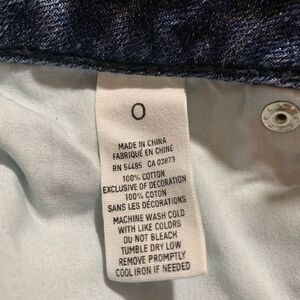 0
MADE IN CHINA
FABRIQUÉ EN CHINE
RN 54485 CA 03873
100% COTTON
EXCLUSIVE OF DECORATION
100% COTON
SANS LES DÉCORATIONS
MACHINE WASH COLD
WITH LIKE COLORS
DO NOT BLEACH
TUMBLE DRY LOW
REMOVE PROMPTLY
COOL IRON IF NEEDED